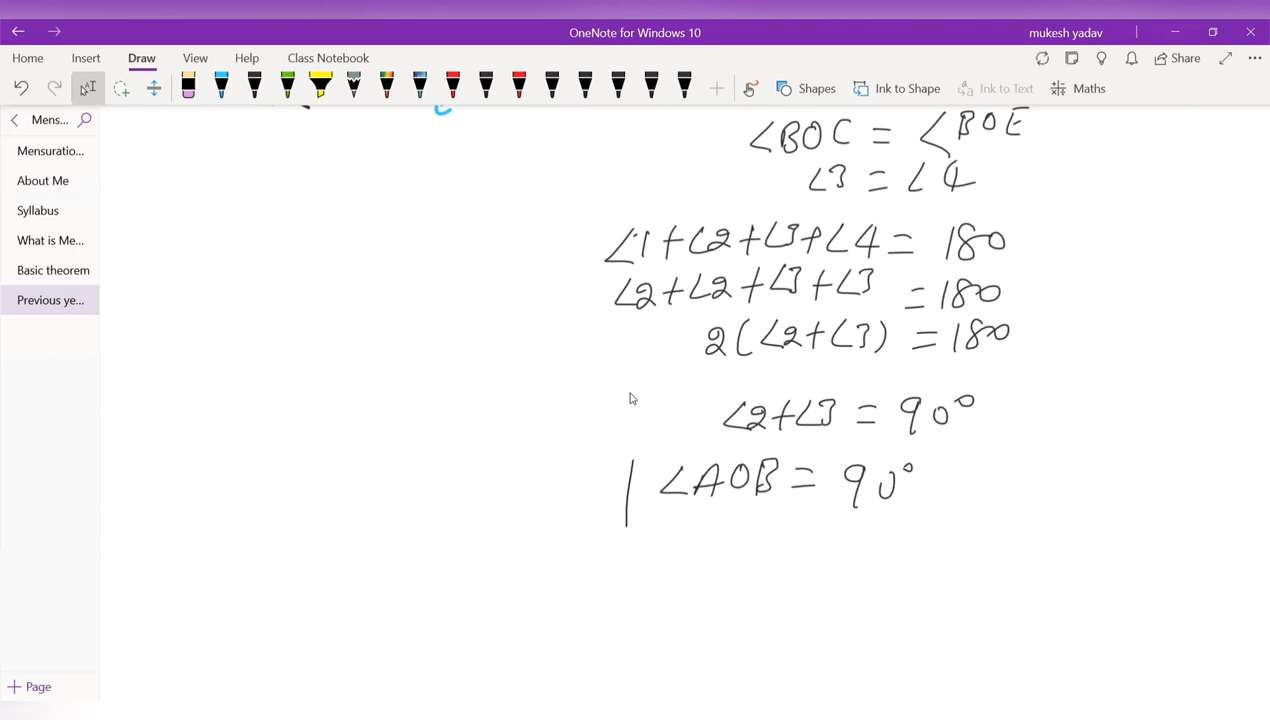 OneNote for Windows 10
mukesh yadav
Home Insert Draw View Help Class Notebook
Share
Shapes Ink to Shape Ink to Text Maths
Mens...
Mensuratio...
About Me
Syllabus
What is Me...
Basic theorem
Previous ye...
Page
∠BOC = ∠BOE
∠3 = ∠4
∠1+∠2+∠3+∠4 = 180
∠2+∠2+∠3+∠3 = 180
2(∠2+∠3) = 180
∠2+∠3 = 90°
∠AOB = 90°